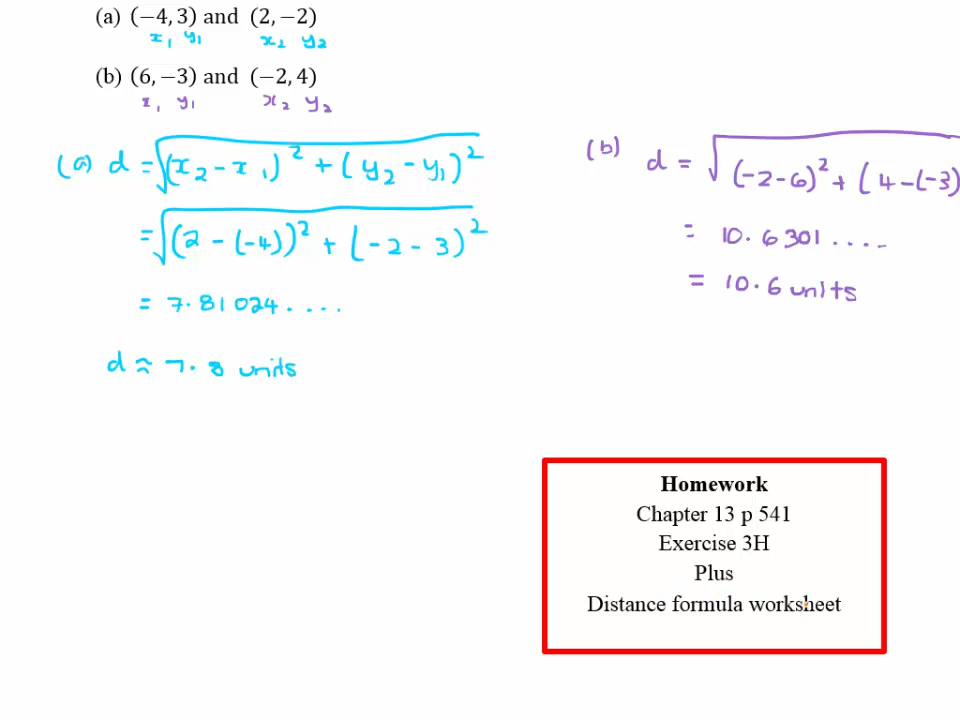 (a) (−4, 3) and (2, −2)
x₁ y₁ x₂ y₂
(b) (6, −3) and (−2, 4)
x₁ y₁ x₂ y₂
(a) d = √(x₂ − x₁)² + (y₂ − y₁)²
= √(2 − (−4))² + (−2 − 3)²
= 7.81024....
d ≈ 7.8 units
(b) d = √(−2 − 6)² + (4 − (−3)
= 10.6301....
= 10.6 units
Homework
Chapter 13 p 541
Exercise 3H
Plus
Distance formula worksheet